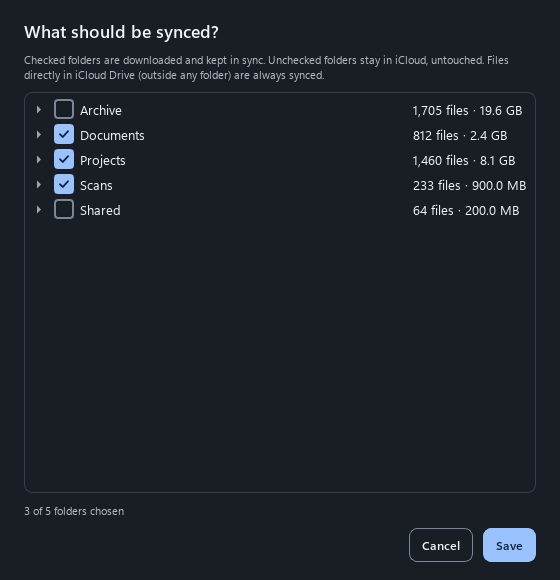 What should be synced?
Checked folders are downloaded and kept in sync. Unchecked folders stay in iCloud, untouched. Files
directly in iCloud Drive (outside any folder) are always synced.
Archive 1,705 files · 19.6 GB
Documents 812 files · 2.4 GB
Projects 1,460 files · 8.1 GB
Scans 233 files · 900.0 MB
Shared 64 files · 200.0 MB
3 of 5 folders chosen
Cancel Save